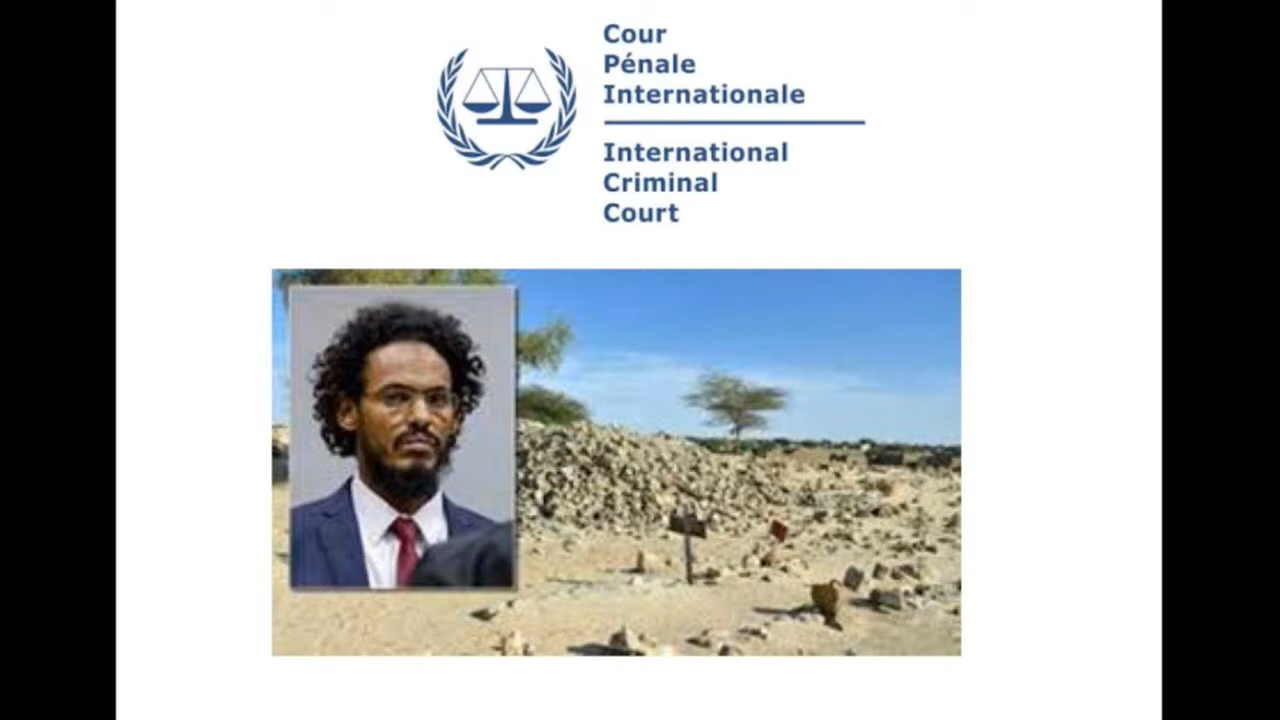 Cour
Pénale
Internationale
International
Criminal
Court